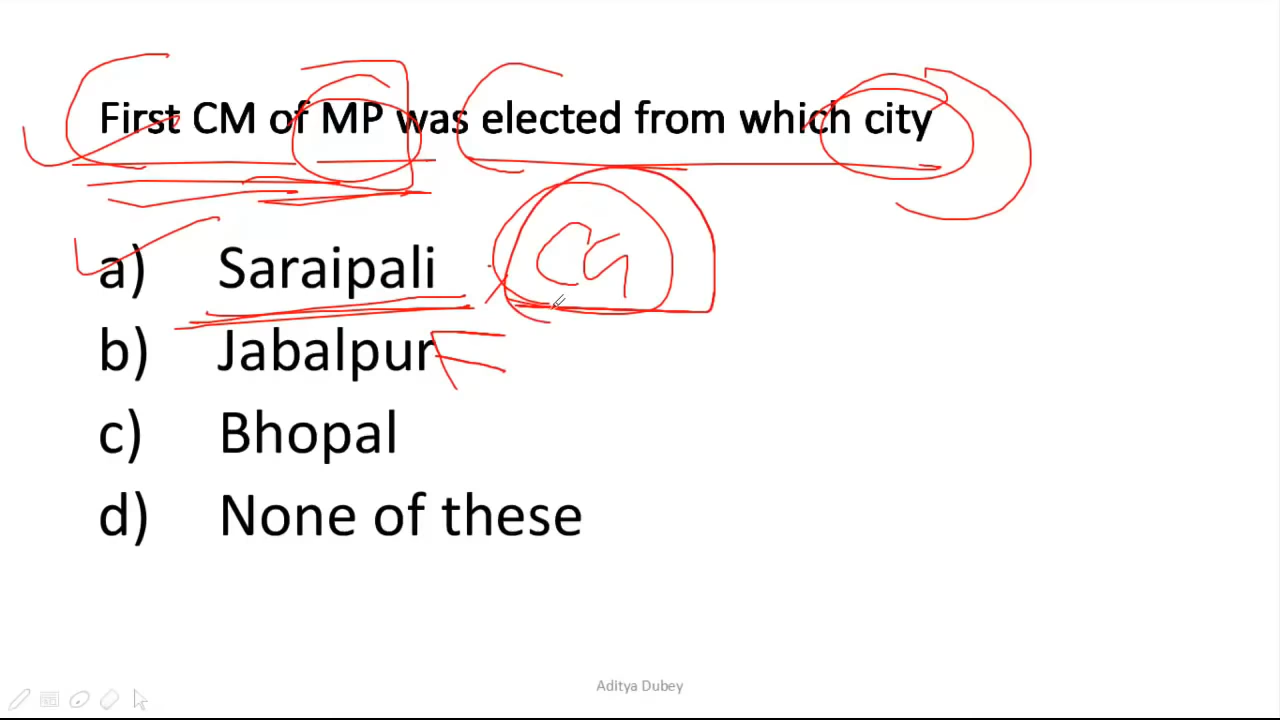 First CM of MP was elected from which city
a) Saraipali
CG
b) Jabalpur
c) Bhopal
d) None of these
Aditya Dubey